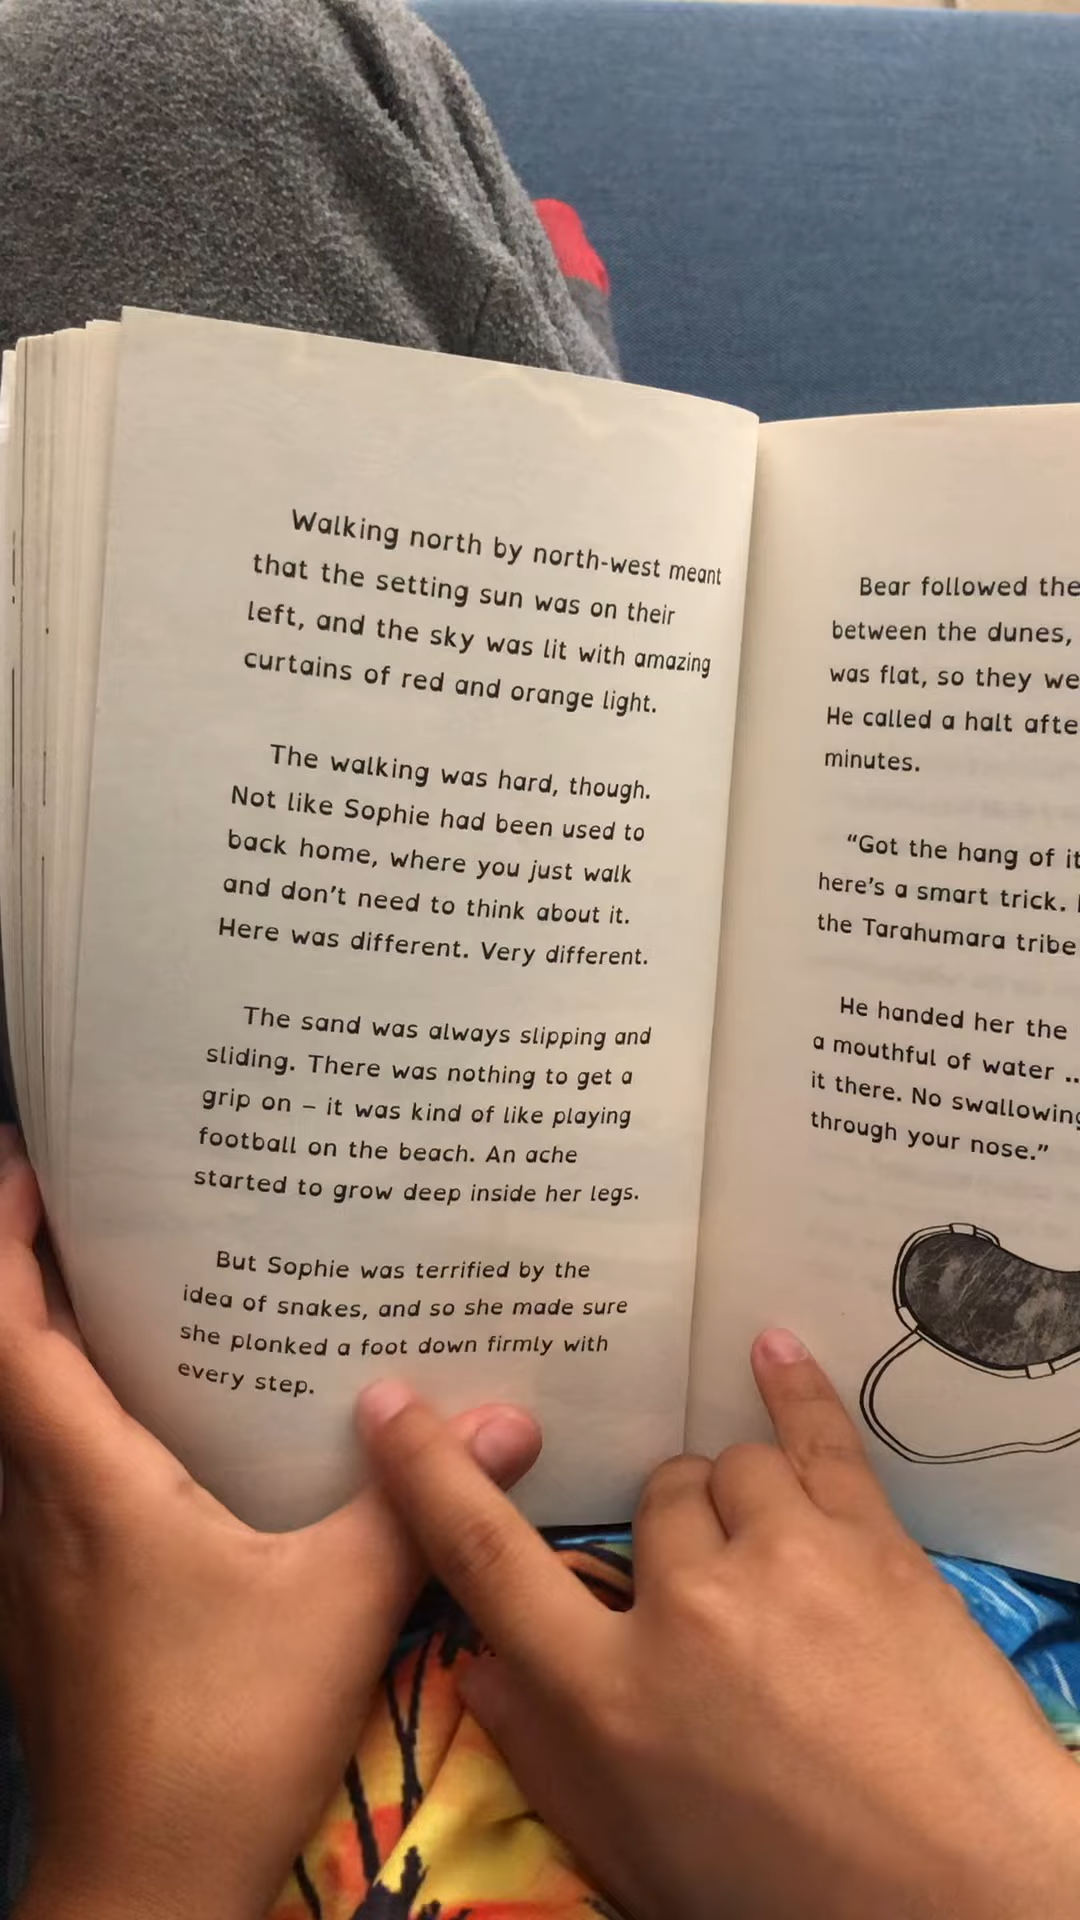 Walking north by north-west meant
that the setting sun was on their
left, and the sky was lit with amazing
curtains of red and orange light.
The walking was hard, though.
Not like Sophie had been used to
back home, where you just walk
and don't need to think about it.
Here was different. Very different.
The sand was always slipping and
sliding. There was nothing to get a
grip on – it was kind of like playing
football on the beach. An ache
started to grow deep inside her legs.
But Sophie was terrified by the
idea of snakes, and so she made sure
she plonked a foot down firmly with
every step.
Bear followed the
between the dunes,
was flat, so they
He called a halt
minutes.
“Got the hang of
here's a smart trick.
the Tarahumara tribe
He handed her the
a mouthful of water ..
it there. No swallowing
through your nose.”